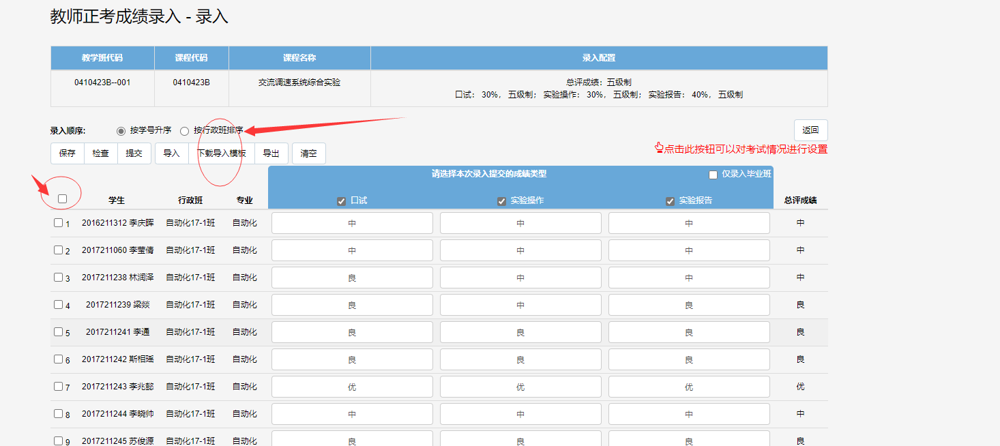 教师正考成绩录入 - 录入
教学班代码 课程代码 课程名称 录入配置
0410423B--001 0410423B 交流调速系统综合实验 总评成绩：五级制
口试： 30%， 五级制； 实验操作： 30%， 五级制； 实验报告： 40%， 五级制
录入顺序： 按学号升序 按行政班排序 返回
保存 检查 提交 导入 下载导入模板 导出 清空 点击此按钮可以对考试情况进行设置
请选择本次录入提交的成绩类型 仅录入毕业班
学生 行政班 专业 口试 实验操作 实验报告 总评成绩
1 2016211312 李庆晖 自动化17-1班 自动化 中 中 中 中
2 2017211060 李莹倩 自动化17-1班 自动化 中 中 中 中
3 2017211238 林润泽 自动化17-1班 自动化 良 中 中 中
4 2017211239 梁燚 自动化17-1班 自动化 良 中 良 良
5 2017211241 李通 自动化17-1班 自动化 良 良 良 良
6 2017211242 斯相瑶 自动化17-1班 自动化 良 良 良 良
7 2017211243 李兆懿 自动化17-1班 自动化 优 优 优 优
8 2017211244 李晓帅 自动化17-1班 自动化 中 中 中 中
9 2017211245 苏俊源 自动化17-1班 自动化 良 良 良 良